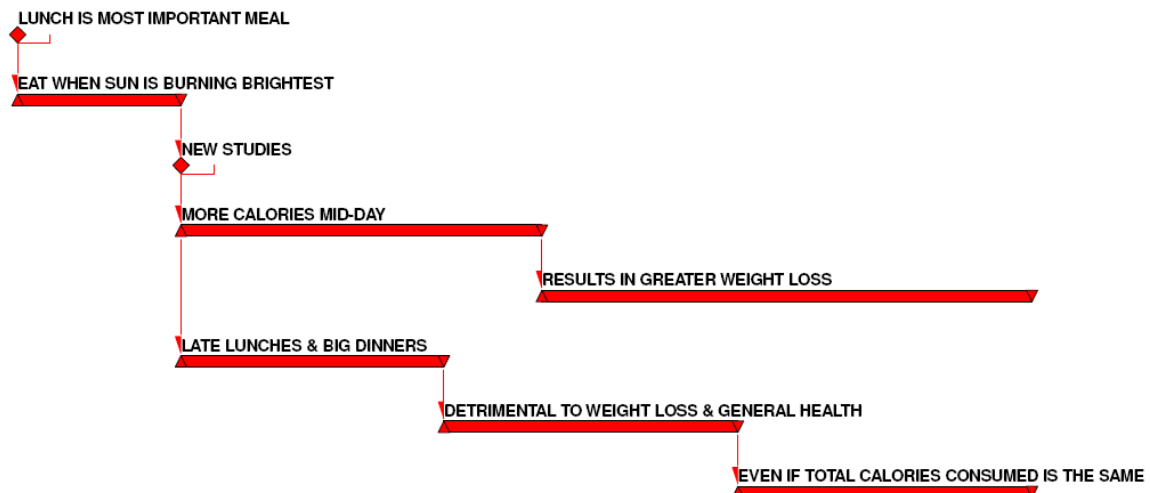 LUNCH IS MOST IMPORTANT MEAL
EAT WHEN SUN IS BURNING BRIGHTEST
NEW STUDIES
MORE CALORIES MID-DAY
RESULTS IN GREATER WEIGHT LOSS
LATE LUNCHES & BIG DINNERS
DETRIMENTAL TO WEIGHT LOSS & GENERAL HEALTH
EVEN IF TOTAL CALORIES CONSUMED IS THE SAME